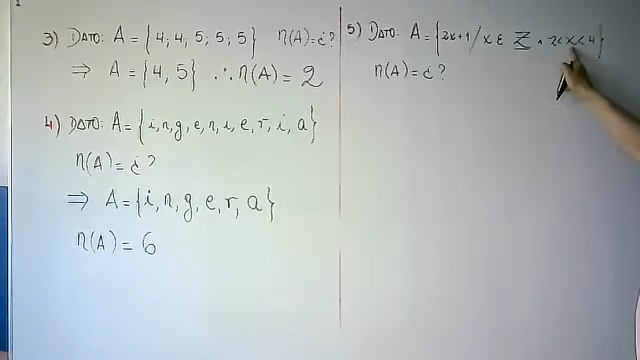 3) DATO: A = {4, 4, 5, 5, 5} n(A) = ¿?
⇒ A = {4, 5} ∴ n(A) = 2
4) DATO: A = {i, n, g, e, n, i, e, r, i, a}
n(A) = ¿?
⇒ A = {i, n, g, e, r, a}
n(A) = 6
5) DATO: A = {2x+1 / x ∈ Z ∧ -2 < x < 4}
n(A) = ¿?